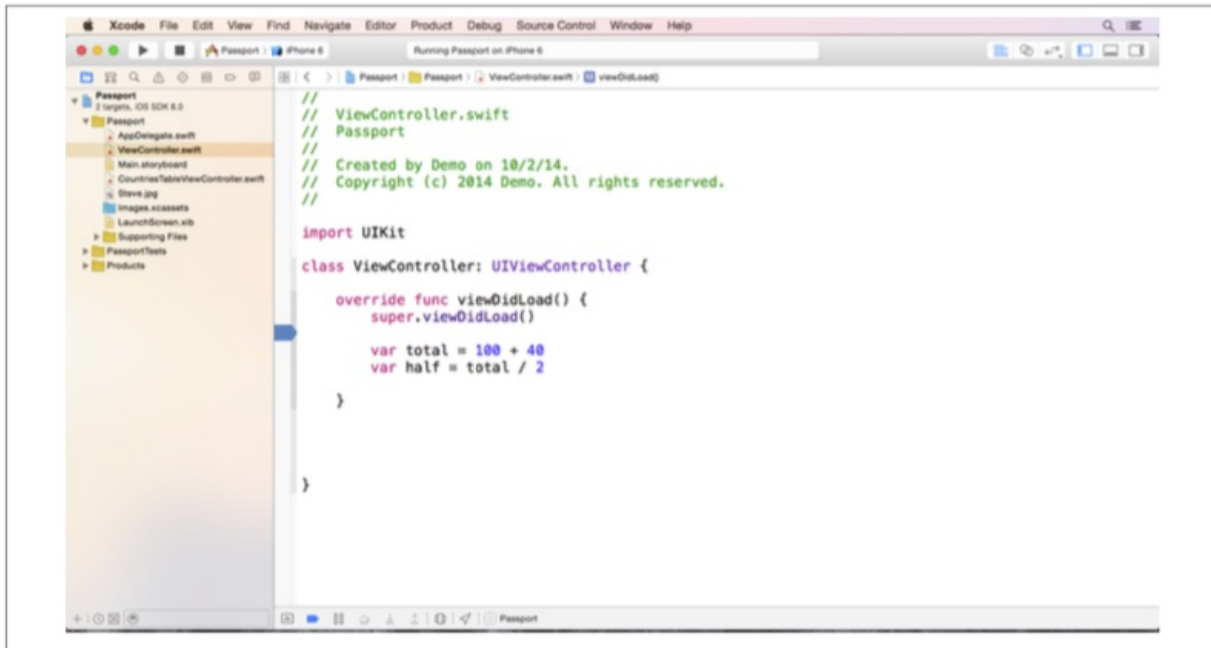 Xcode File Edit View Find Navigate Editor Product Debug Source Control Window Help
Passport › iPhone 6 Running Passport on iPhone 6
Passport › Passport › ViewController.swift › M viewDidLoad()
Passport
2 targets, iOS SDK 8.0
Passport
AppDelegate.swift
ViewController.swift
Main.storyboard
CountriesTableViewController.swift
Steve.jpg
Images.xcassets
LaunchScreen.xib
Supporting Files
PassportTests
Products
//
// ViewController.swift
// Passport
//
// Created by Demo on 10/2/14.
// Copyright (c) 2014 Demo. All rights reserved.
//
import UIKit
class ViewController: UIViewController {
override func viewDidLoad() {
super.viewDidLoad()
var total = 100 + 40
var half = total / 2
}
}
Passport